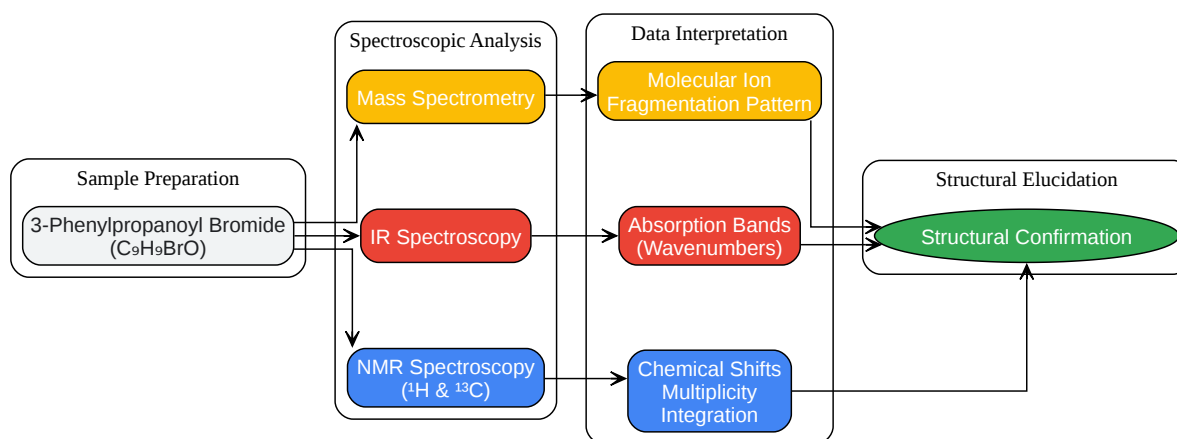 Sample Preparation
3-Phenylpropanoyl Bromide
(C₉H₉BrO)
Spectroscopic Analysis
Mass Spectrometry
IR Spectroscopy
NMR Spectroscopy
(¹H & ¹³C)
Data Interpretation
Molecular Ion
Fragmentation Pattern
Absorption Bands
(Wavenumbers)
Chemical Shifts
Multiplicity
Integration
Structural Elucidation
Structural Confirmation